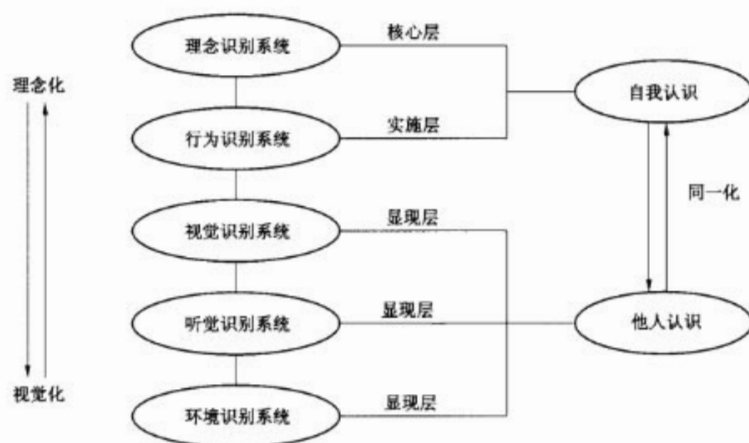 理念识别系统
核心层
理念化
自我认识
行为识别系统
实施层
同一化
视觉识别系统
显现层
听觉识别系统
显现层
他人认识
视觉化
环境识别系统
显现层